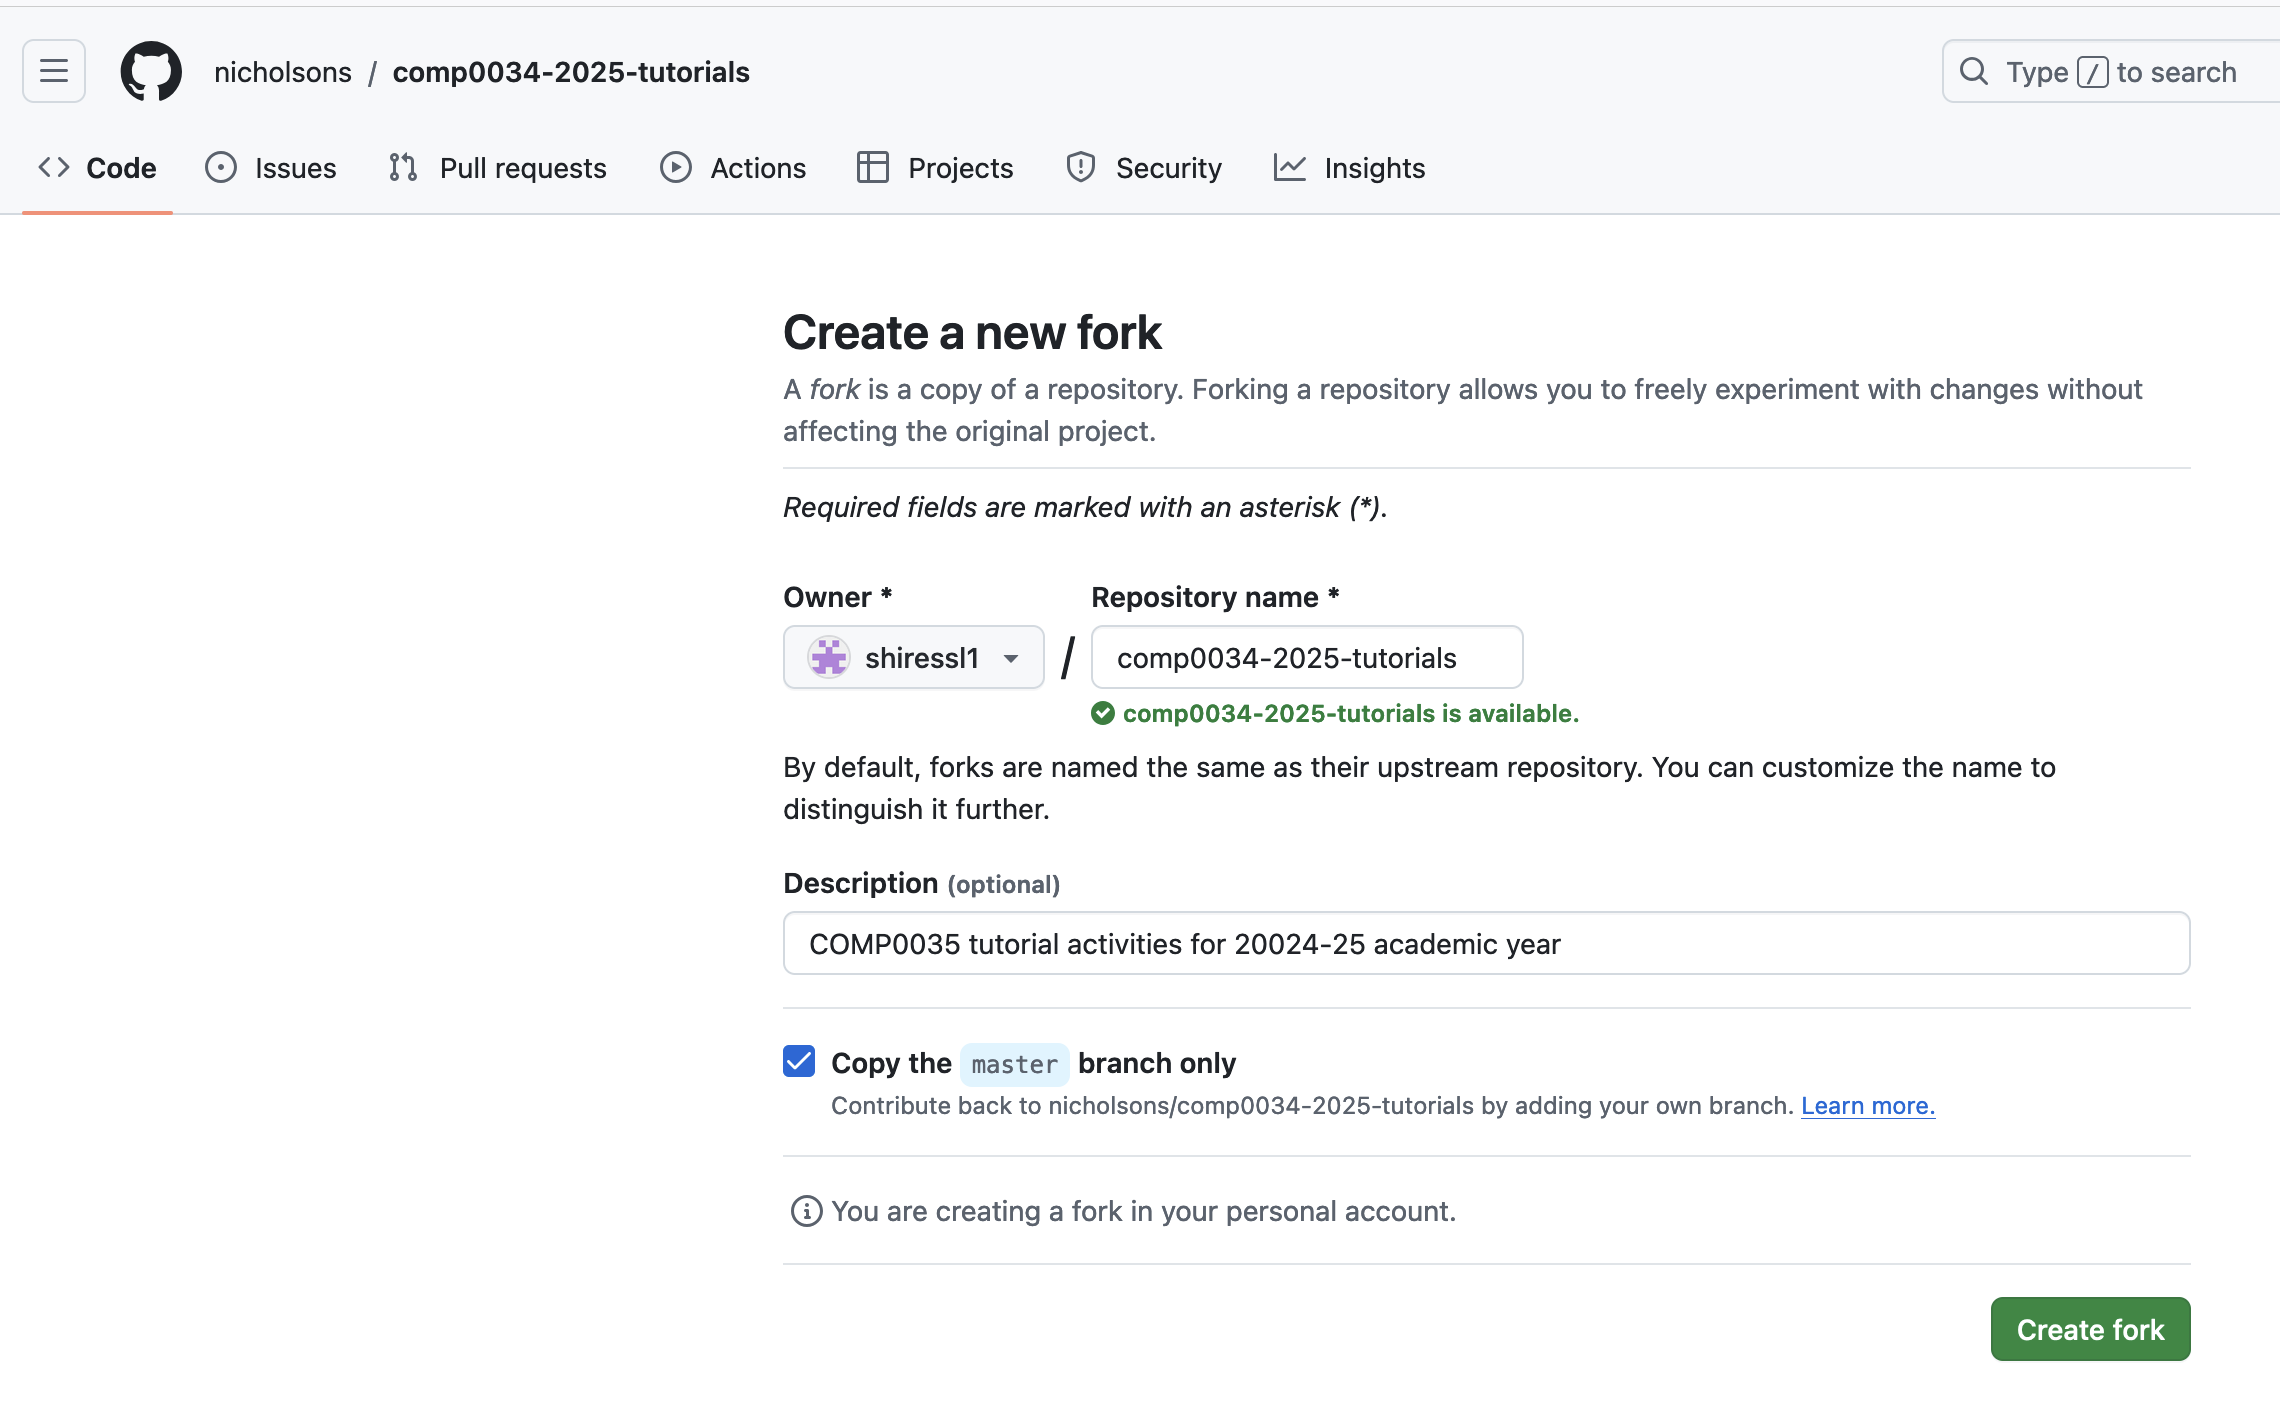 nicholsons / comp0034-2025-tutorials
Type / to search
Code Issues Pull requests Actions Projects Security Insights
Create a new fork
A fork is a copy of a repository. Forking a repository allows you to freely experiment with changes without
affecting the original project.
Required fields are marked with an asterisk (*).
Owner * Repository name *
shiressl1 / comp0034-2025-tutorials
comp0034-2025-tutorials is available.
By default, forks are named the same as their upstream repository. You can customize the name to
distinguish it further.
Description (optional)
COMP0035 tutorial activities for 20024-25 academic year
Copy the master branch only
Contribute back to nicholsons/comp0034-2025-tutorials by adding your own branch. Learn more.
You are creating a fork in your personal account.
Create fork